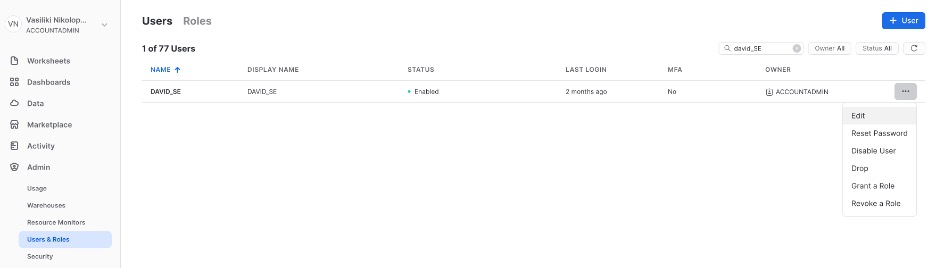 VN
Vasiliki Nikolop...
ACCOUNTADMIN
Worksheets
Dashboards
Data
Marketplace
Activity
Admin
Usage
Warehouses
Resource Monitors
Users & Roles
Security
Users Roles
+ User
1 of 77 Users
david_SE
Owner All
Status All
NAME DISPLAY NAME STATUS LAST LOGIN MFA OWNER
DAVID_SE DAVID_SE Enabled 2 months ago No ACCOUNTADMIN ...
Edit
Reset Password
Disable User
Drop
Grant a Role
Revoke a Role